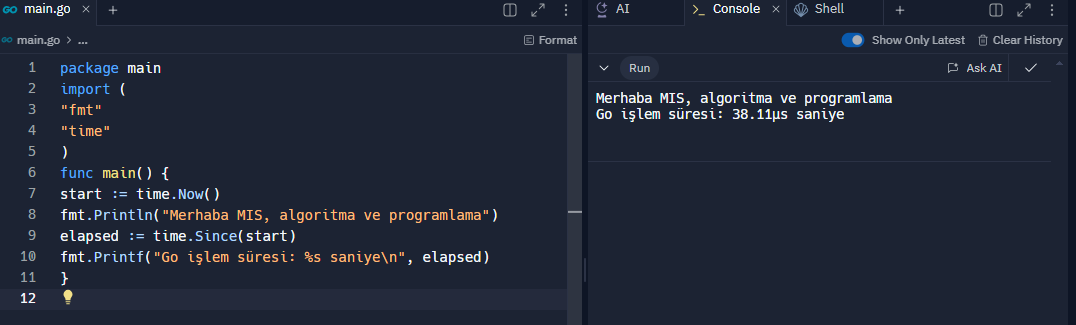 GO main.go × +
AI
Console ×
Shell
+
main.go > ...
Format
Show Only Latest
Clear History
1 package main
2 import (
3 "fmt"
4 "time"
5 )
6 func main() {
7 start := time.Now()
8 fmt.Println("Merhaba MIS, algoritma ve programlama")
9 elapsed := time.Since(start)
10 fmt.Printf("Go işlem süresi: %s saniye\n", elapsed)
11 }
12
Run
Ask AI
Merhaba MIS, algoritma ve programlama
Go işlem süresi: 38.11µs saniye